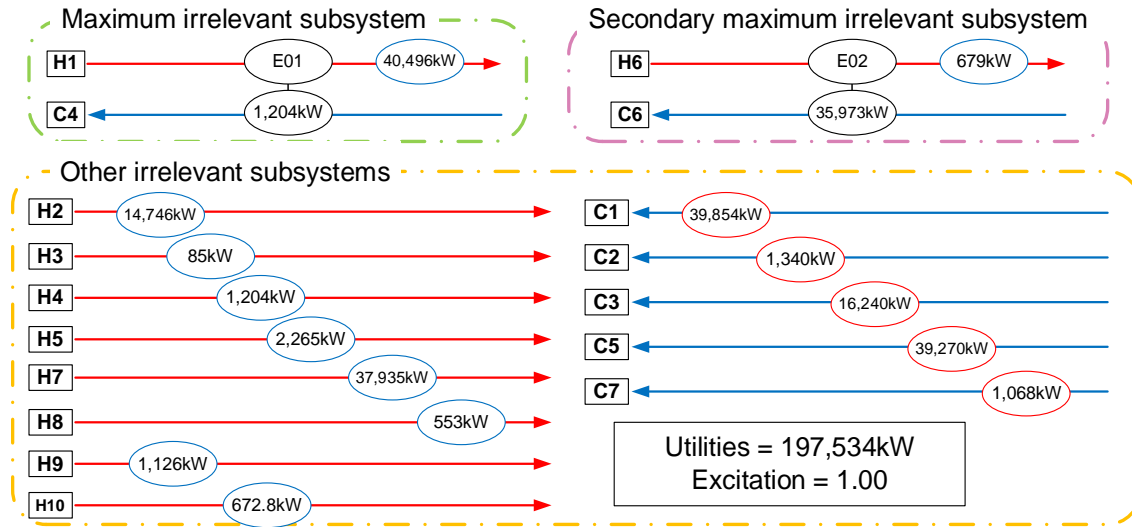 Maximum irrelevant subsystem
Secondary maximum irrelevant subsystem
H1
E01
40,496kW
C4
1,204kW
H6
E02
679kW
C6
35,973kW
Other irrelevant subsystems
H2
14,746kW
C1
39,854kW
H3
85kW
C2
1,340kW
H4
1,204kW
C3
16,240kW
H5
2,265kW
C5
39,270kW
H7
37,935kW
C7
1,068kW
H8
553kW
H9
1,126kW
H10
672.8kW
Utilities = 197,534kW
Excitation = 1.00